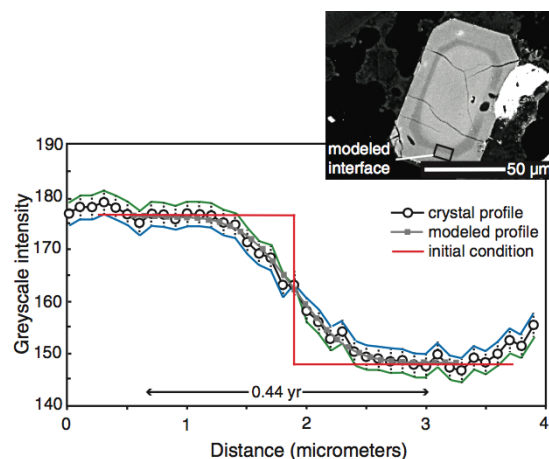 modeled
interface
50 μm
190
180
170
160
150
140
Greyscale intensity
crystal profile
modeled profile
initial condition
0.44 yr
0 1 2 3 4
Distance (micrometers)